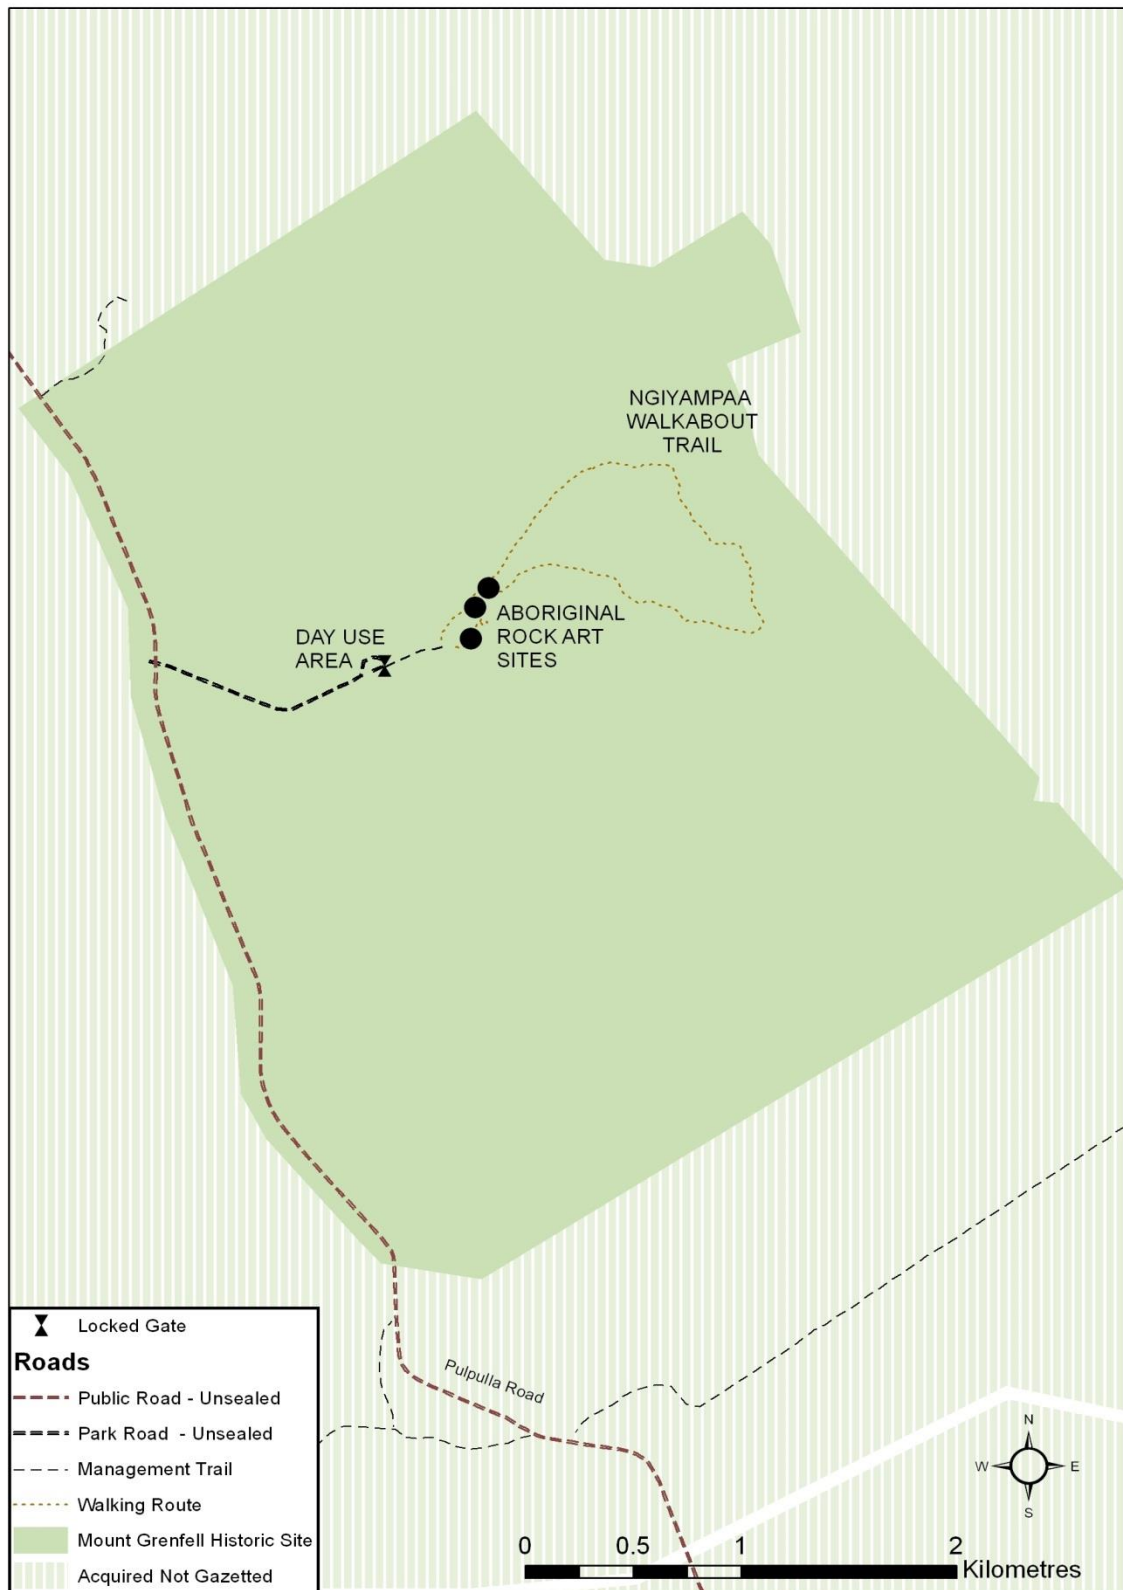 NGIYAMPAA
WALKABOUT
TRAIL
ABORIGINAL
ROCK ART
SITES
DAY USE
AREA
Pulpulla Road
Locked Gate
Roads
Public Road - Unsealed
Park Road - Unsealed
Management Trail
Walking Route
Mount Grenfell Historic Site
Acquired Not Gazetted
N
W E
S
0 0.5 1 2
Kilometres